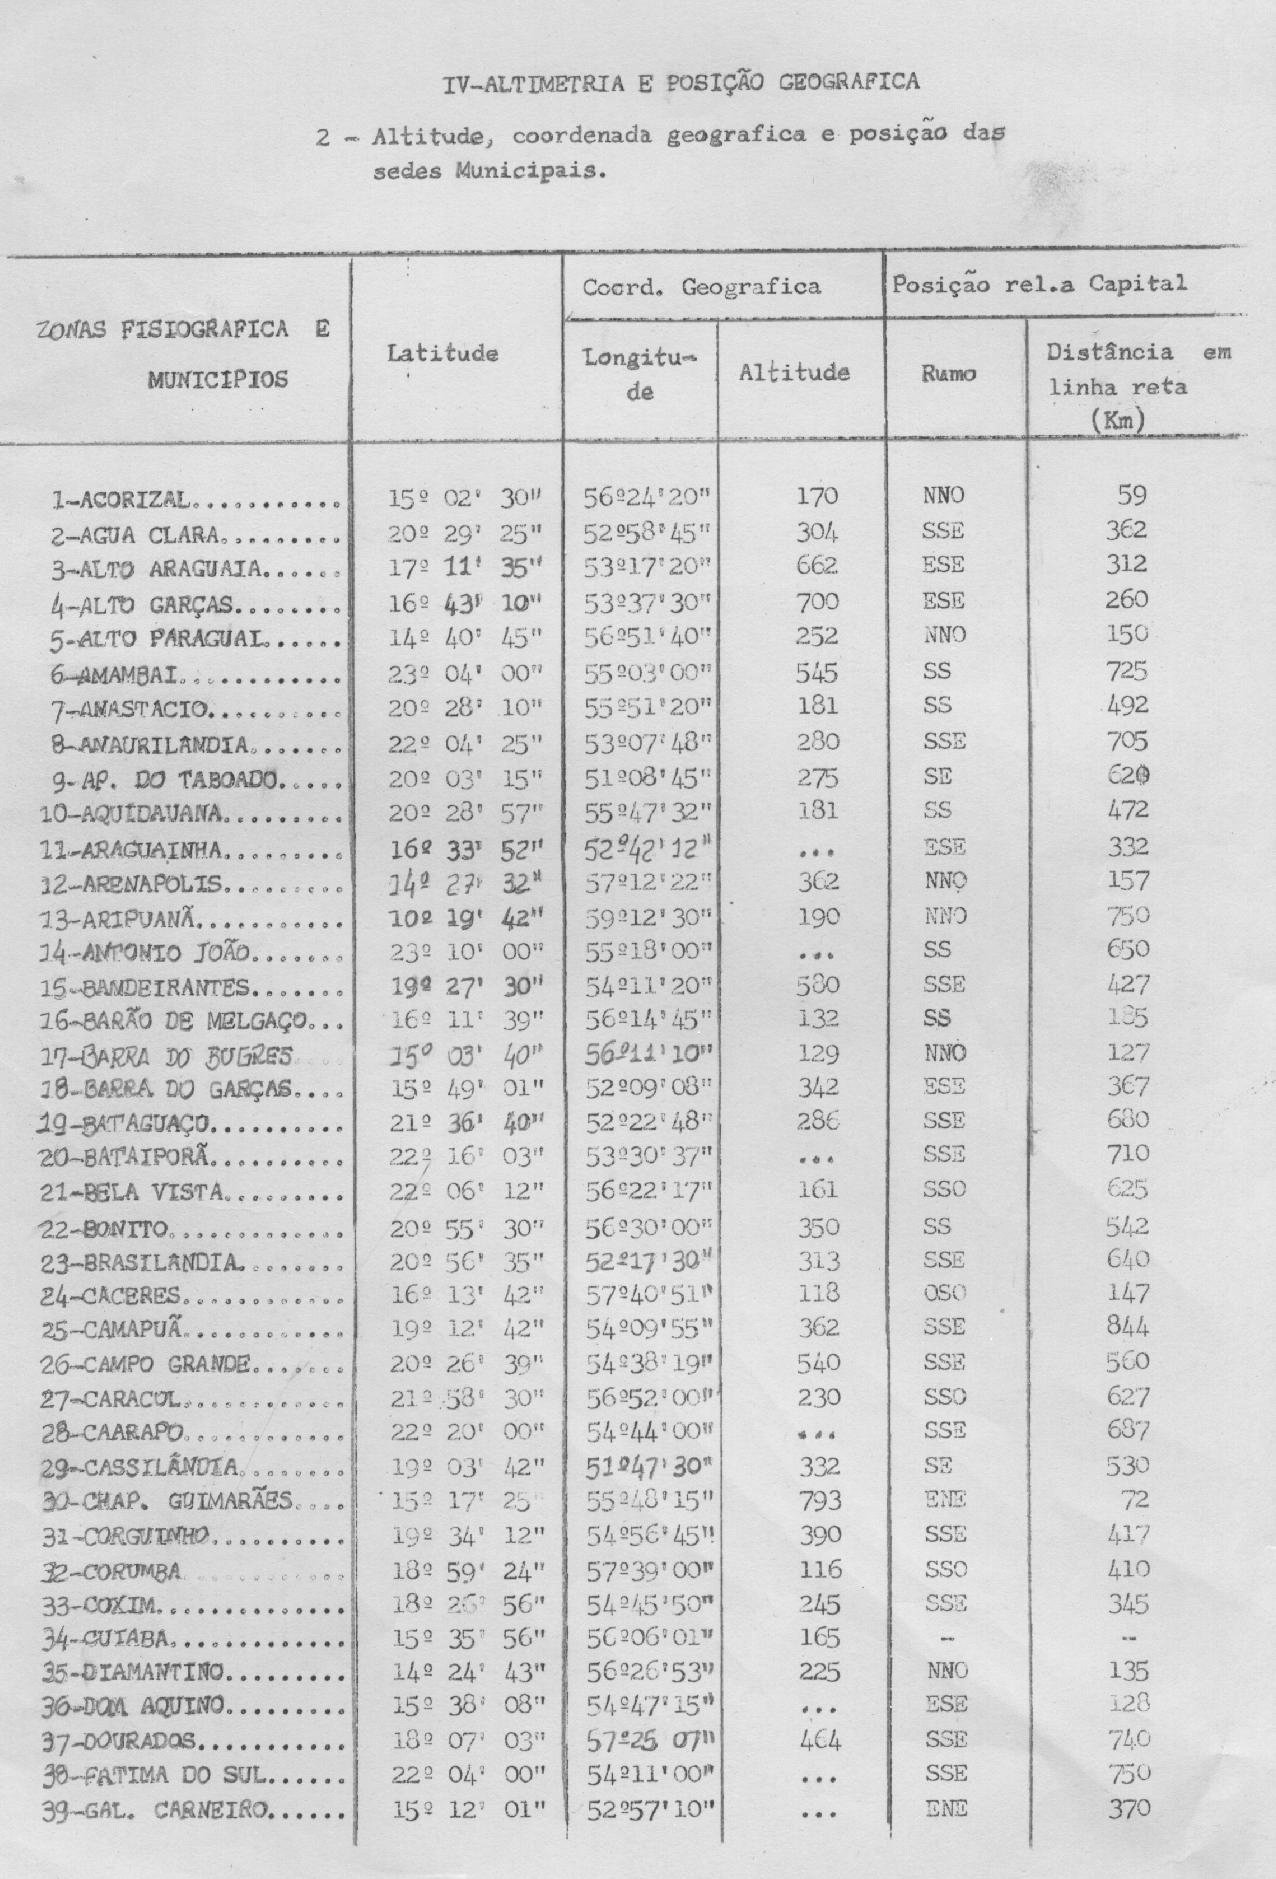 IV-ALTIMETRIA E POSIÇÃO GEOGRAFICA
2 - Altitude, coordenada geografica e posição das
sedes Municipais.
ZONAS FISIOGRAFICA E MUNICIPIOS | Latitude | Coord. Geografica | Posição rel.a Capital
Longitu-de | Altitude | Rumo | Distância em linha reta (Km)
1-ACORIZAL........... 15º 02' 30" 56º24'20" 170 NNO 59
2-AGUA CLARA......... 20º 29' 25" 52º58'45" 304 SSE 362
3-ALTO ARAGUAIA...... 17º 11' 35" 53º17'20" 662 ESE 312
4-ALTO GARÇAS........ 16º 43' 10" 53º37'30" 700 ESE 260
5-ALTO PARAGUAI...... 14º 40' 45" 56º51'40" 252 NNO 150
6-AMAMBAI............ 23º 04' 00" 55º03'00" 545 SS 725
7-ANASTACIO.......... 20º 28' 10" 55º51'20" 181 SS 492
8-ANAURILANDIA....... 22º 04' 25" 53º07'48" 280 SSE 705
9-AP. DO TABOADO..... 20º 03' 15" 51º08'45" 275 SE 620
10-AQUIDAUANA......... 20º 28' 57" 55º47'32" 181 SS 472
11-ARAGUAINHA......... 16º 33' 52" 52º42'12" ... ESE 332
12-ARENAPOLIS......... 14º 27' 32" 57º12'22" 362 NNO 157
13-ARIPUANÃ........... 10º 19' 42" 59º12'30" 190 NNO 750
14-ANTONIO JOÃO....... 23º 10' 00" 55º18'00" ... SS 650
15-BANDEIRANTES....... 19º 27' 30" 54º11'20" 580 SSE 427
16-BARÃO DE MELGAÇO... 16º 11' 39" 56º14'45" 132 SS 185
17-BARRA DO BUGRES 15º 03' 40" 56º11'10" 129 NNO 127
18-BARRA DO GARÇAS.... 15º 49' 01" 52º09'08" 342 ESE 367
19-BATAGUAÇO.......... 21º 36' 40" 52º22'48" 286 SSE 680
20-BATAIPORÃ.......... 22º 16' 03" 53º30'37" ... SSE 710
21-BELA VISTA......... 22º 06' 12" 56º22'17" 161 SSO 625
22-BONITO............. 20º 55' 30" 56º30'00" 350 SS 542
23-BRASILANDIA........ 20º 56' 35" 52º17'30" 313 SSE 640
24-CACERES............ 16º 13' 42" 57º40'51" 118 OSO 147
25-CAMAPUÃ............ 19º 12' 42" 54º09'55" 362 SSE 844
26-CAMPO GRANDE....... 20º 26' 39" 54º38'19" 540 SSE 560
27-CARACOL............ 21º 58' 30" 56º52'00" 230 SSO 627
28-CAARAPO............ 22º 20' 00" 54º44'00" ... SSE 687
29-CASSILÂNDIA........ 19º 03' 42" 51º47'30" 332 SE 530
30-CHAP. GUIMARÃES.... 15º 17' 25" 55º48'15" 793 ENE 72
31-CORGUINHO.......... 19º 34' 12" 54º56'45" 390 SSE 417
32-CORUMBA............ 18º 59' 24" 57º39'00" 116 SSO 410
33-COXIM.............. 18º 26' 56" 54º45'50" 245 SSE 345
34-CUIABA............. 15º 35' 56" 56º06'01" 165 - --
35-DIAMANTINO......... 14º 24' 43" 56º26'53" 225 NNO 135
36-DOM AQUINO......... 15º 38' 08" 54º47'15" ... ESE 128
37-DOURADOS........... 18º 07' 03" 57º25 07" 464 SSE 740
38-FATIMA DO SUL...... 22º 04' 00" 54º11'00" ... SSE 750
39-GAL. CARNEIRO...... 15º 12' 01" 52º57'10" ... ENE 370